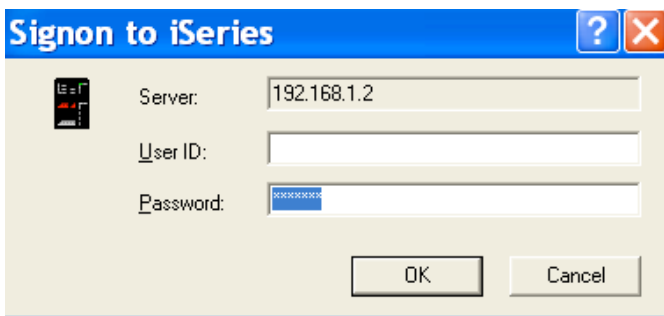 Signon to iSeries
Server: 192.168.1.2
User ID:
Password: *******
OK Cancel